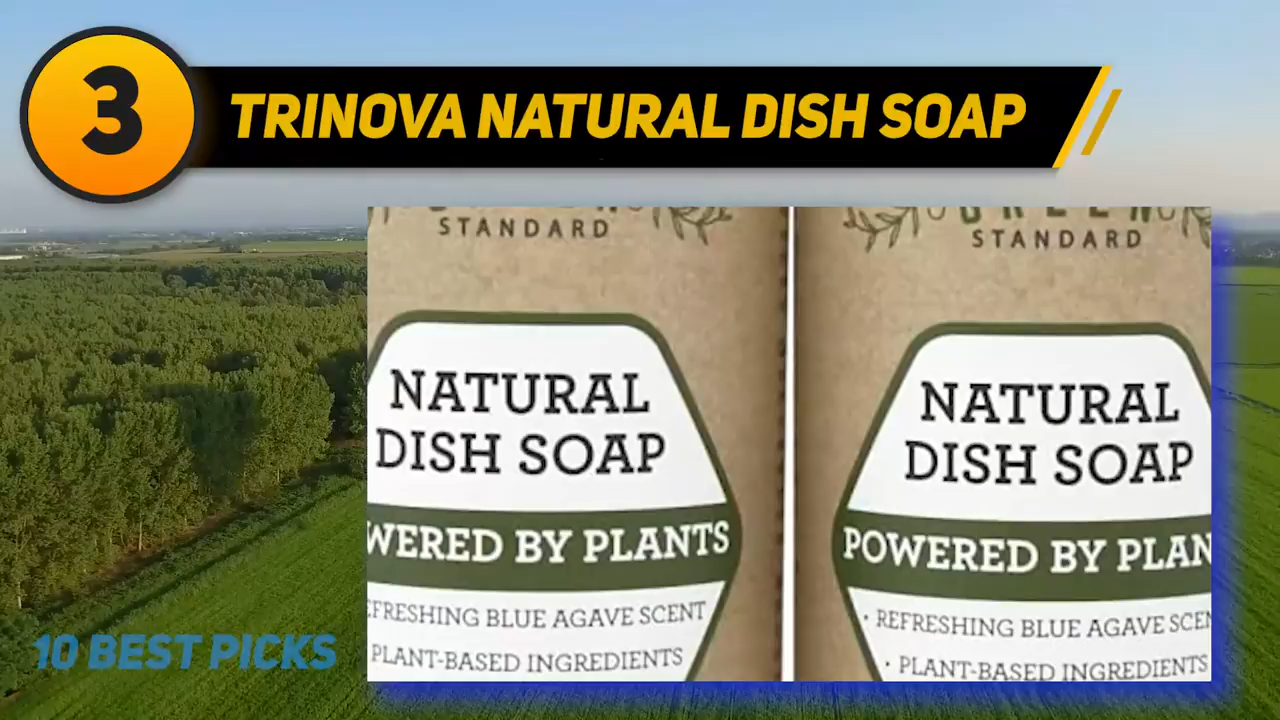 3
TRINOVA NATURAL DISH SOAP
STANDARD
NATURAL
DISH SOAP
WERED BY PLANTS
FRESHING BLUE AGAVE SCENT
PLANT-BASED INGREDIENTS
GREEN
STANDARD
NATURAL
DISH SOAP
POWERED BY PLAN
· REFRESHING BLUE AGAVE SCEN
· PLANT-BASED INGREDIENTS
10 BEST PICKS